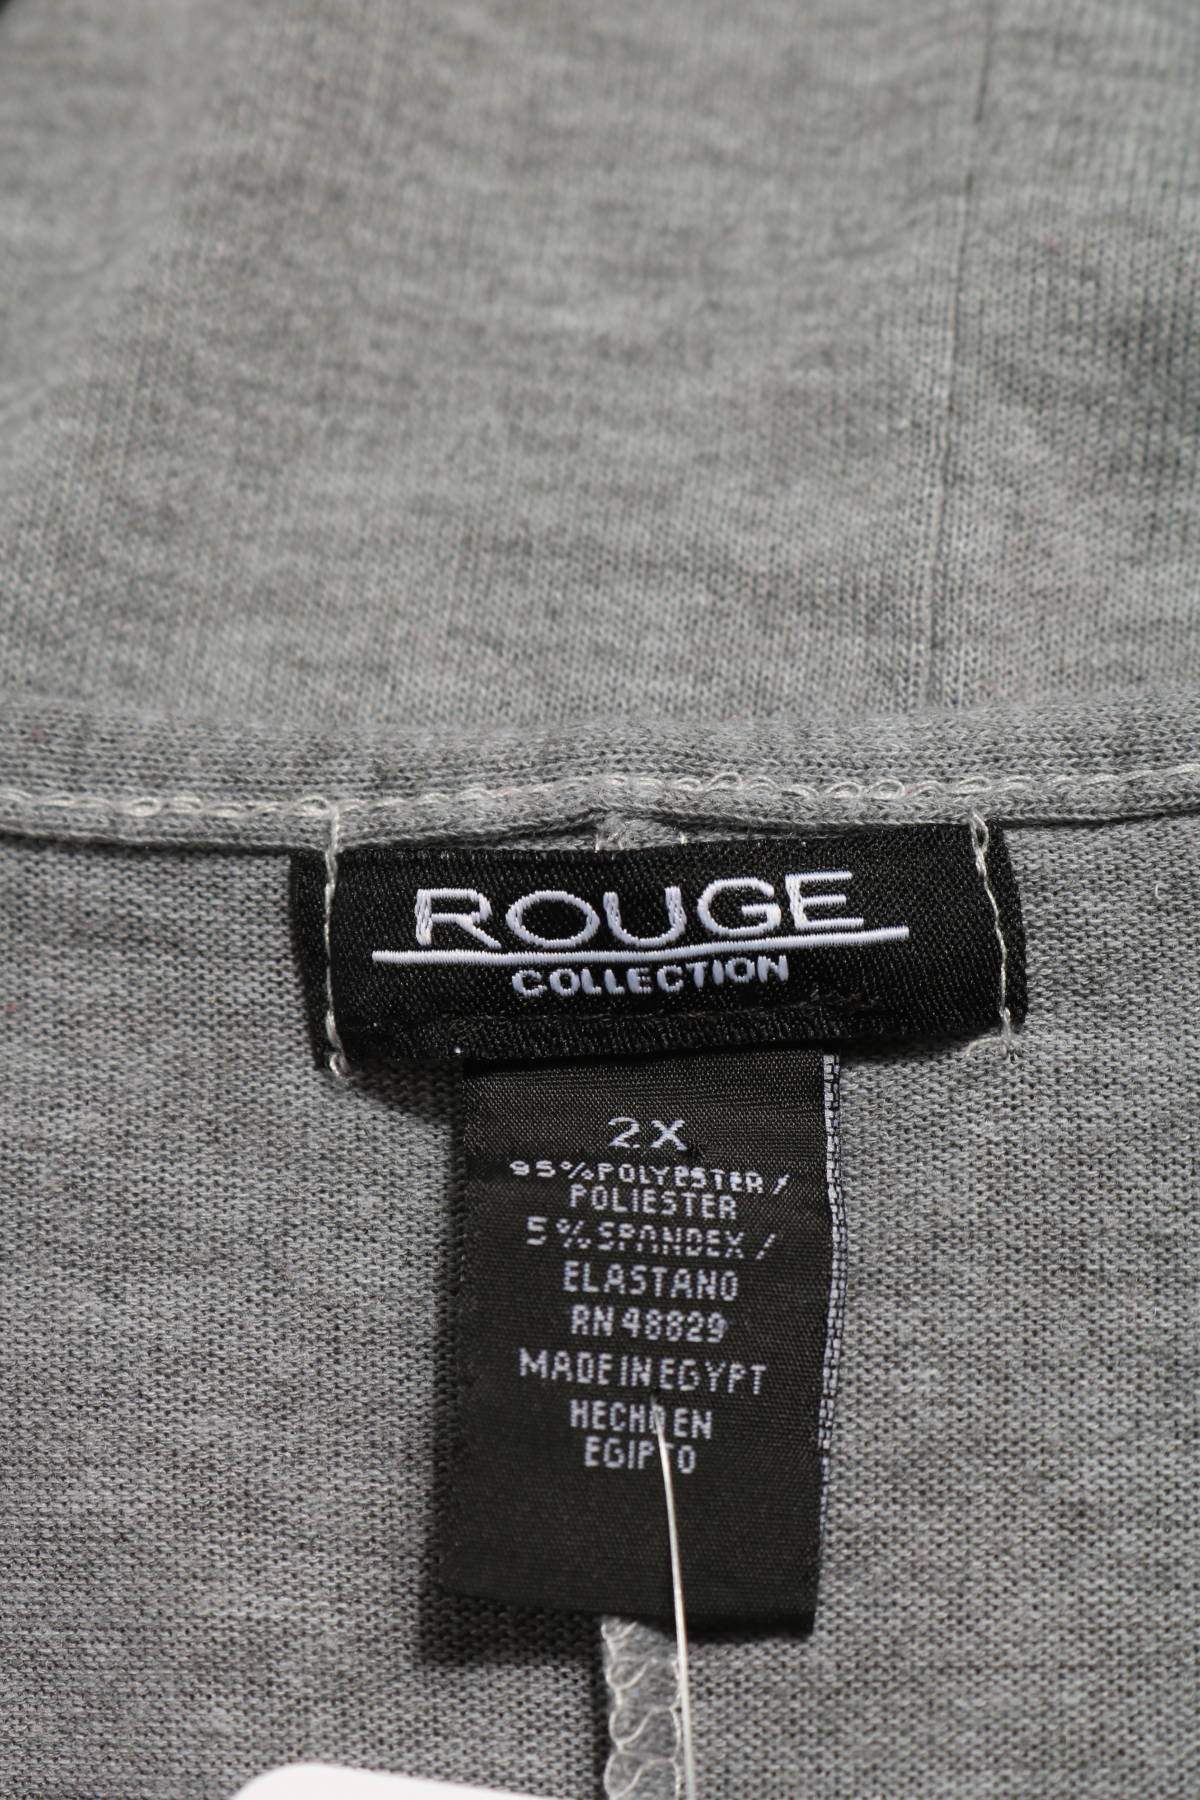 ROUGE
COLLECTION
2X
95%POLYESTER/
POLIESTER
5%SPANDEX/
ELASTANO
RN 48829
MADE IN EGYPT
HECHO EN
EGIPTO